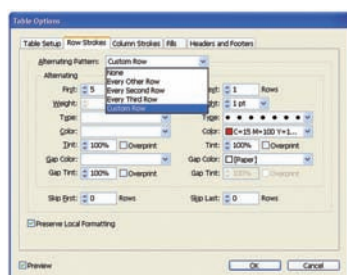 Table Options
Table Setup Row Strokes Column Strokes Fills Headers and Footers
Alternating Pattern: Custom Row
None
Every Other Row
Every Second Row
Every Third Row
Custom Row
Alternating
First: 5 1 Rows
Weight: 1 pt
Type:
Color: Color: C=15 M=100 Y=1...
Tint: 100% Overprint Tint: 100% Overprint
Gap Color: Gap Color: [Paper]
Gap Tint: 100% Overprint Gap Tint: 100% Overprint
Skip First: 0 Rows Skip Last: 0 Rows
Preserve Local Formatting
Preview OK Cancel